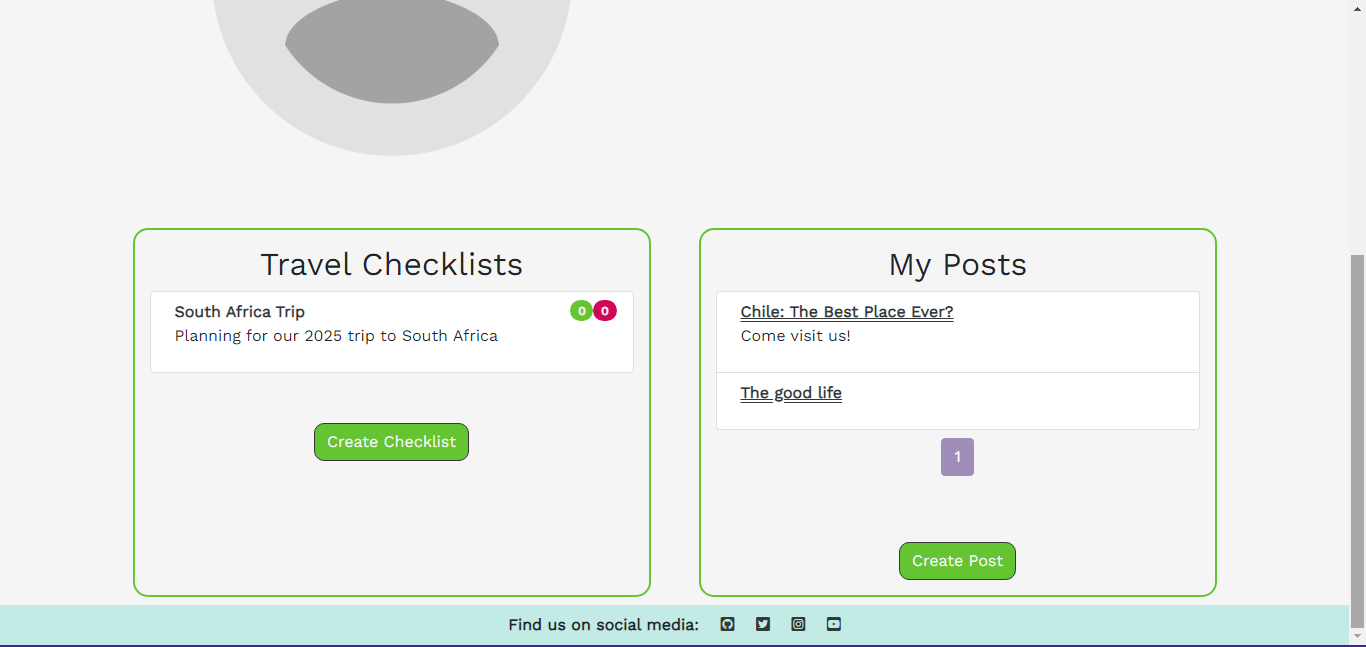 Travel Checklists
South Africa Trip
0 0
Planning for our 2025 trip to South Africa
Create Checklist
My Posts
Chile: The Best Place Ever?
Come visit us!
The good life
1
Create Post
Find us on social media: